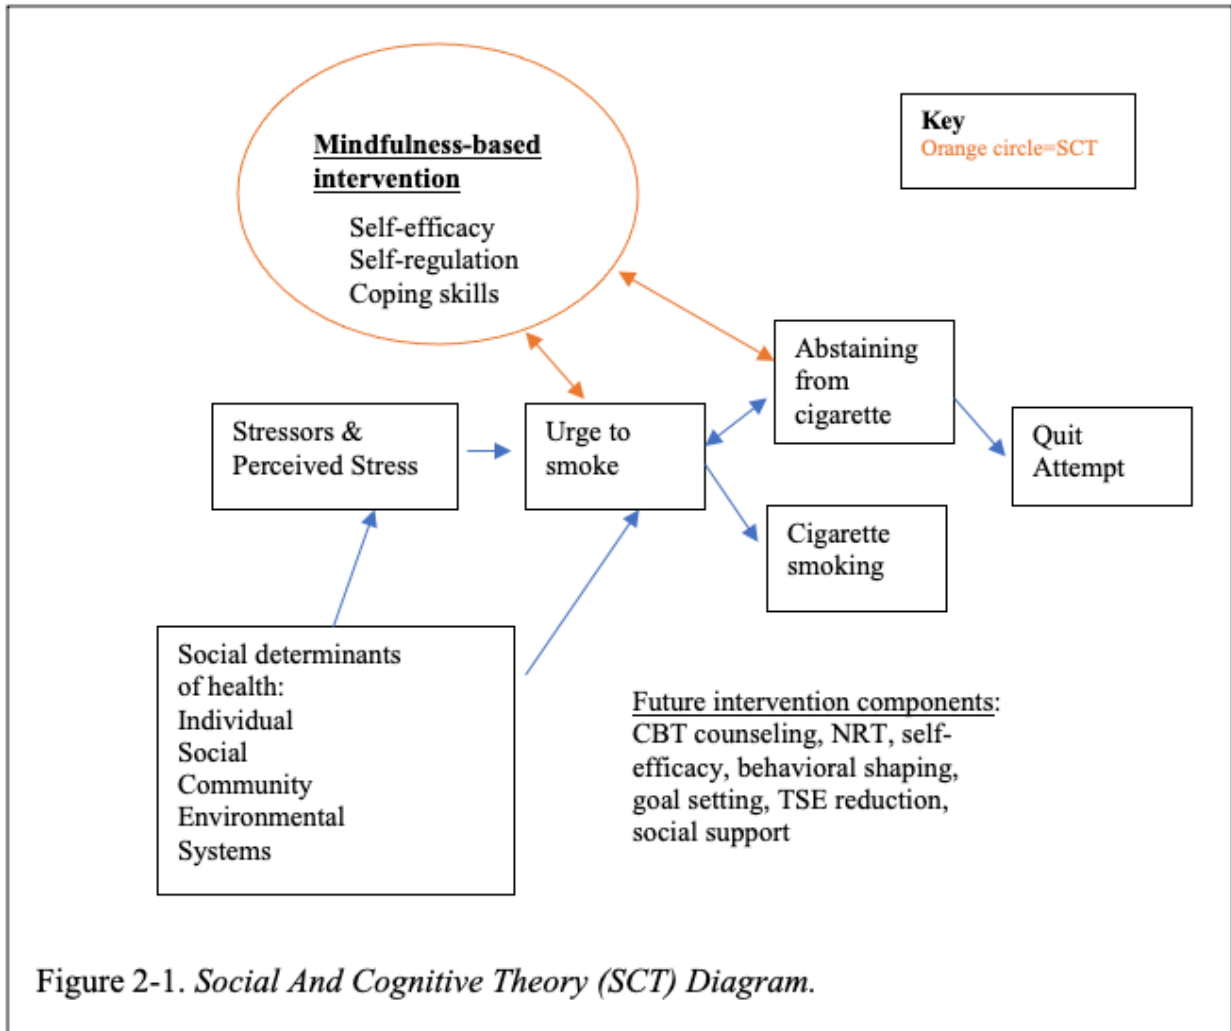 Mindfulness-based
intervention
Self-efficacy
Self-regulation
Coping skills
Key
Orange circle=SCT
Abstaining
from
cigarette
Stressors &
Perceived Stress
Urge to
smoke
Quit
Attempt
Cigarette
smoking
Social determinants
of health:
Individual
Social
Community
Environmental
Systems
Future intervention components:
CBT counseling, NRT, self-
efficacy, behavioral shaping,
goal setting, TSE reduction,
social support
Figure 2-1. Social And Cognitive Theory (SCT) Diagram.